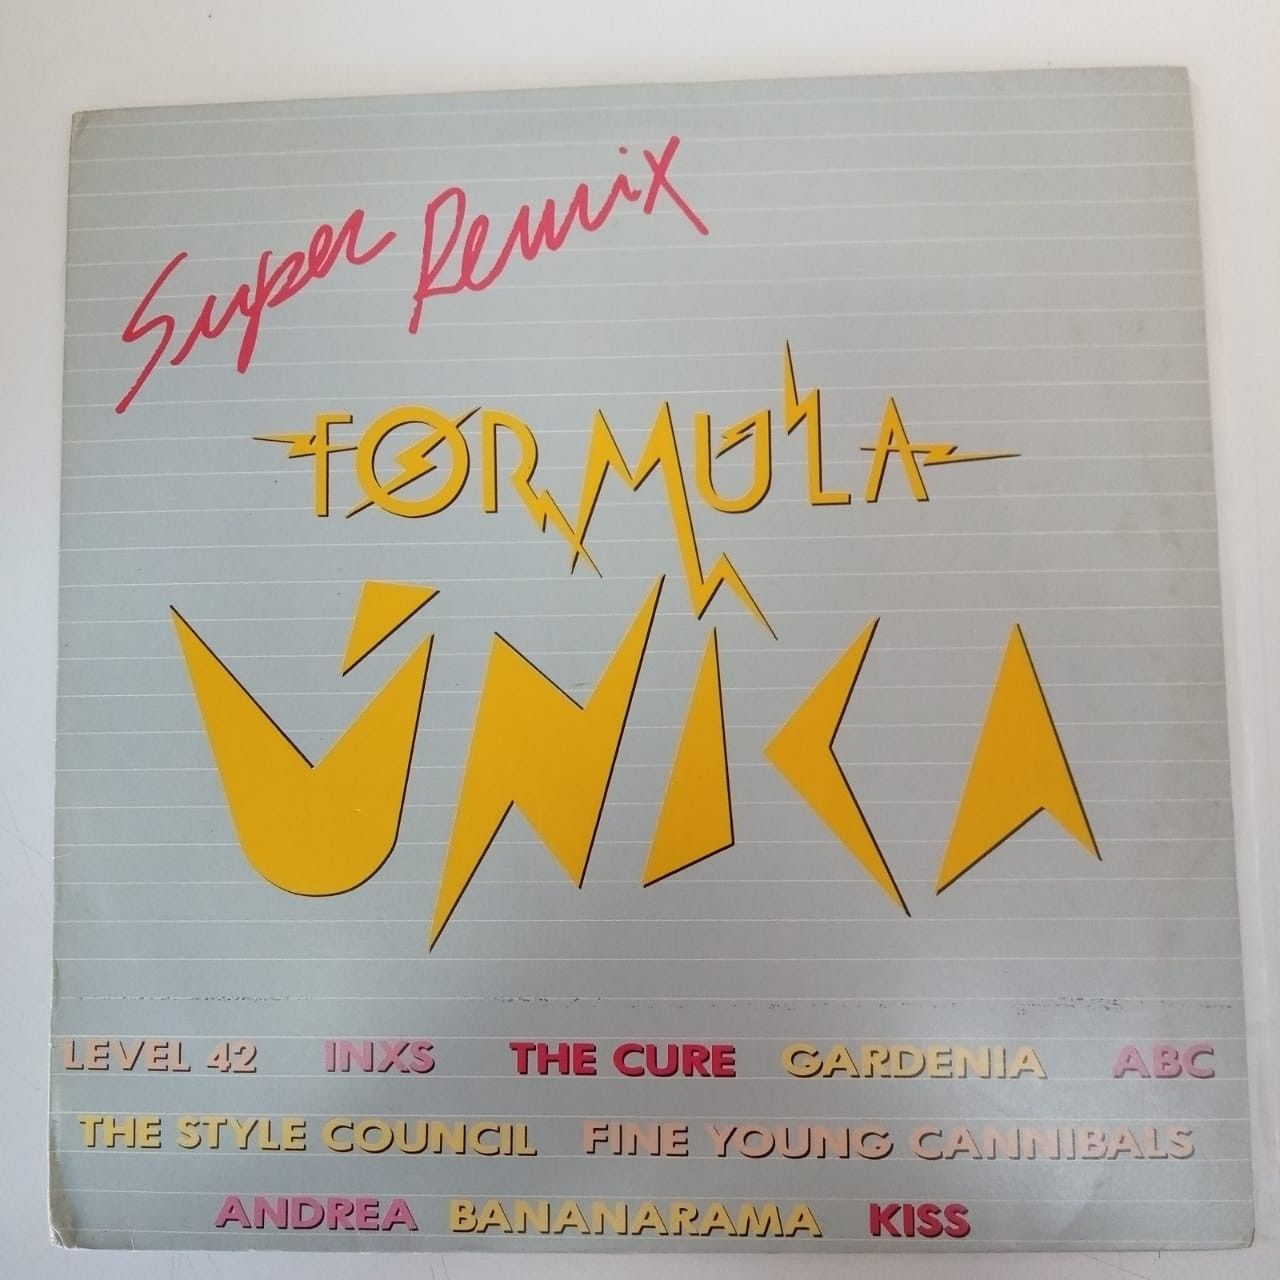 Super Remix
FORMULA
ÚNICA
LEVEL 42 INXS THE CURE GARDENIA ABC
THE STYLE COUNCIL FINE YOUNG CANNIBALS
ANDREA BANANARAMA KISS